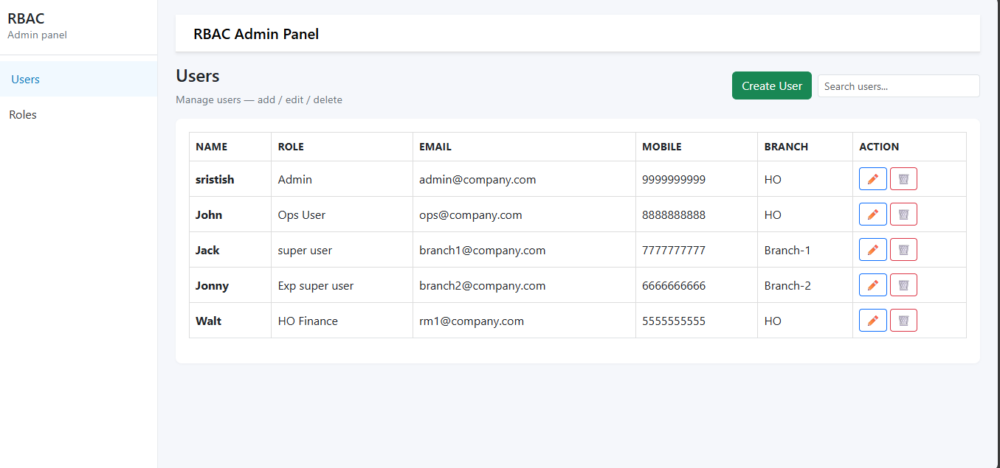 RBAC
Admin panel
Users
Roles
RBAC Admin Panel
Users
Manage users — add / edit / delete
Create User
Search users...
NAME ROLE EMAIL MOBILE BRANCH ACTION
sristish Admin admin@company.com 9999999999 HO
John Ops User ops@company.com 8888888888 HO
Jack super user branch1@company.com 7777777777 Branch-1
Jonny Exp super user branch2@company.com 6666666666 Branch-2
Walt HO Finance rm1@company.com 5555555555 HO